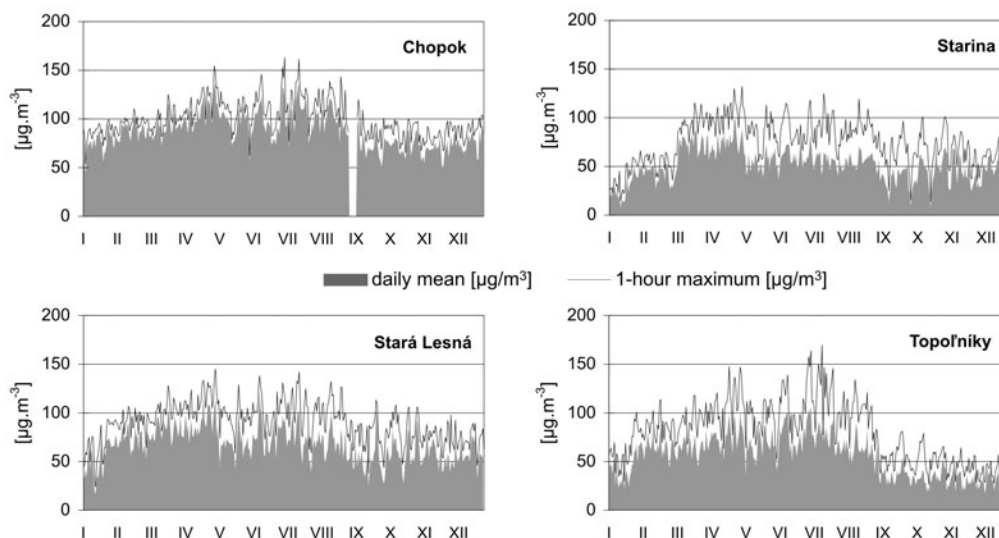 200
150
100
50
0
[µg.m-3]
Chopok
I II III IV V VI VII VIII IX X XI XII
200
150
100
50
0
[µg.m-3]
Starina
I II III IV V VI VII VIII IX X XI XII
daily mean [µg/m³] 1-hour maximum [µg/m³]
200
150
100
50
0
[µg.m-3]
Stará Lesná
I II III IV V VI VII VIII IX X XI XII
200
150
100
50
0
[µg.m-3]
Topoľníky
I II III IV V VI VII VIII IX X XI XII